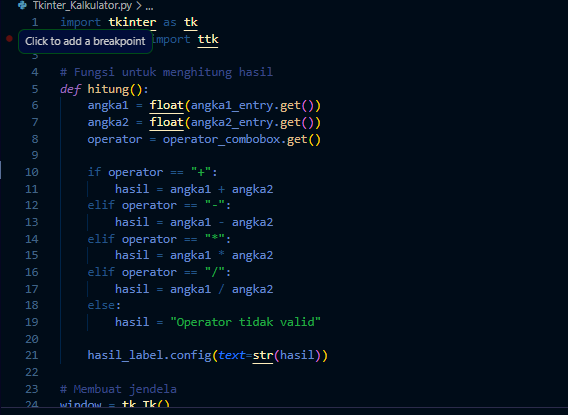 Tkinter_Kalkulator.py > ...
1 import tkinter as tk
Click to add a breakpoint import ttk
3
4 # Fungsi untuk menghitung hasil
5 def hitung():
6 angka1 = float(angka1_entry.get())
7 angka2 = float(angka2_entry.get())
8 operator = operator_combobox.get()
9
10 if operator == "+":
11 hasil = angka1 + angka2
12 elif operator == "-":
13 hasil = angka1 - angka2
14 elif operator == "*":
15 hasil = angka1 * angka2
16 elif operator == "/":
17 hasil = angka1 / angka2
18 else:
19 hasil = "Operator tidak valid"
20
21 hasil_label.config(text=str(hasil))
22
23 # Membuat jendela
24 window = tk.Tk()